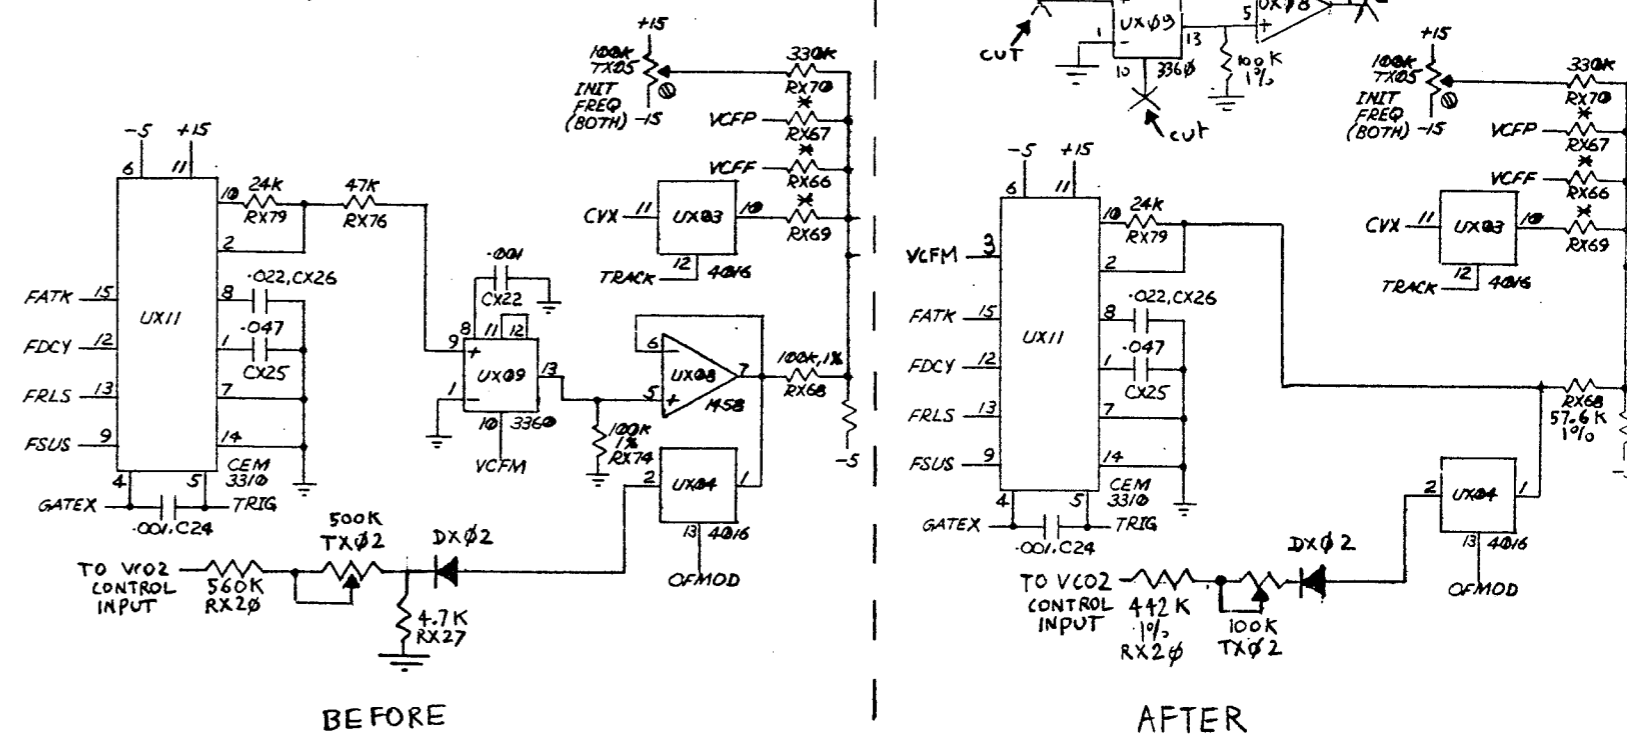 +15
100K
TX05
INIT
FREQ
(BOTH)
-15
330K
RX70
VCFP
*
RX67
VCFF
*
RX66
CVX 11 UX03 10
*
RX69
TRACK 12 4016
-5 +15
6 11
10 24K
RX79
47K
RX76
2
8 .022,CX26
.047
1
CX25
7
14
FATK 15
FDCY 12
FRLS 13
FSUS 9
UX11
CEM
3310
4 5
GATEX TRIG
.001,C24
.001
CX22
8 11 12
9 +
UX09 13
1 -
10 3360
VCFM
100K
1%
RX74
6 -
UX08 7
5 +
1458
100K,1%
RX68
-5
2 UX04 1
13 4016
OFMOD
500K
TX02
DX02
TO VCO2
CONTROL
INPUT
560K
RX20
4.7K
RX27
BEFORE
CUT
+
UX09
1 -
13
10 3360
CUT
100K
1%
UX08
5 +
+15
100K
TX05
INIT
FREQ
(BOTH)
-15
330K
RX70
VCFP
*
RX67
VCFF
*
RX66
CVX 11 UX03 10
*
RX69
TRACK 12 4016
-5 +15
6 11
10 24K
RX79
2
8 .022,CX26
.047
1
CX25
7
14
VCFM 3
FATK 15
FDCY 12
FRLS 13
FSUS 9
UX11
CEM
3310
4 5
GATEX TRIG
.001,C24
RX68
57.6K
1%
2 UX04 1
13 4016
OFMOD
DX02
TO VCO2
CONTROL
INPUT
442K
1%
RX20
100K
TX02
AFTER